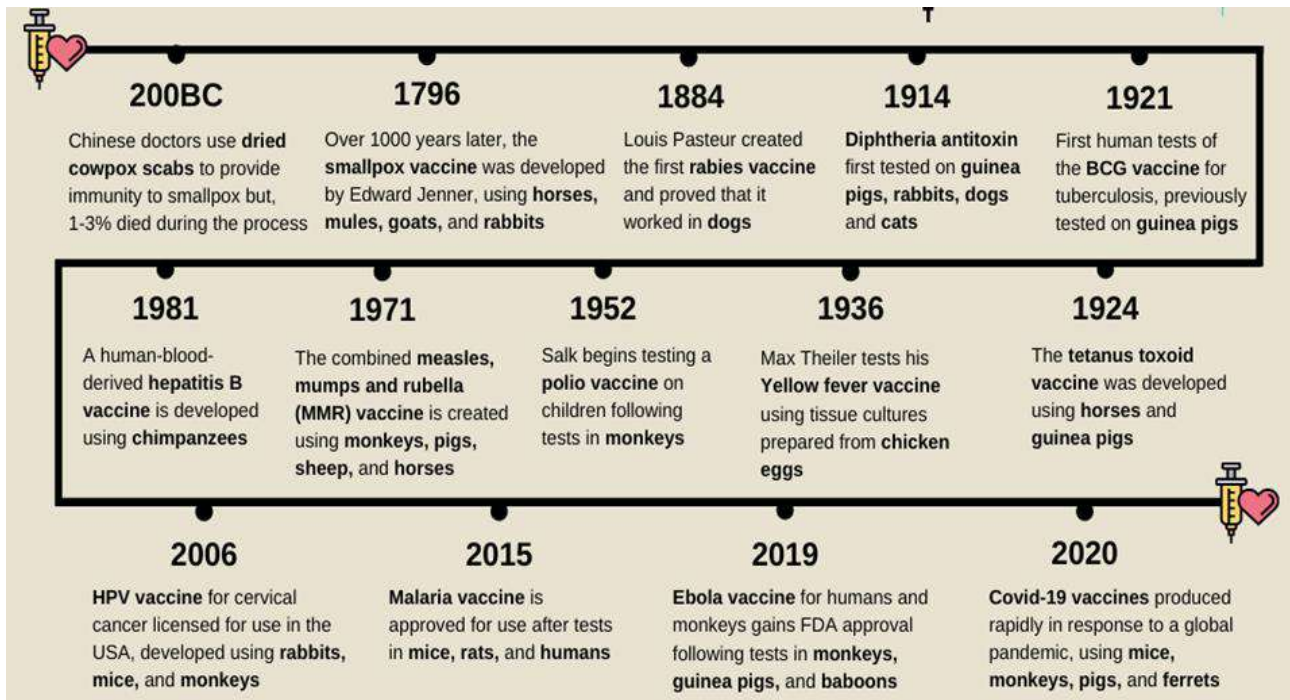 200BC
Chinese doctors use dried
cowpox scabs to provide
immunity to smallpox but,
1-3% died during the process
1796
Over 1000 years later, the
smallpox vaccine was developed
by Edward Jenner, using horses,
mules, goats, and rabbits
1884
Louis Pasteur created
the first rabies vaccine
and proved that it
worked in dogs
1914
Diphtheria antitoxin
first tested on guinea
pigs, rabbits, dogs
and cats
1921
First human tests of
the BCG vaccine for
tuberculosis, previously
tested on guinea pigs
1924
The tetanus toxoid
vaccine was developed
using horses and
guinea pigs
1936
Max Theiler tests his
Yellow fever vaccine
using tissue cultures
prepared from chicken
eggs
1952
Salk begins testing a
polio vaccine on
children following
tests in monkeys
1971
The combined measles,
mumps and rubella
(MMR) vaccine is created
using monkeys, pigs,
sheep, and horses
1981
A human-blood-
derived hepatitis B
vaccine is developed
using chimpanzees
2006
HPV vaccine for cervical
cancer licensed for use in the
USA, developed using rabbits,
mice, and monkeys
2015
Malaria vaccine is
approved for use after tests
in mice, rats, and humans
2019
Ebola vaccine for humans and
monkeys gains FDA approval
following tests in monkeys,
guinea pigs, and baboons
2020
Covid-19 vaccines produced
rapidly in response to a global
pandemic, using mice,
monkeys, pigs, and ferrets